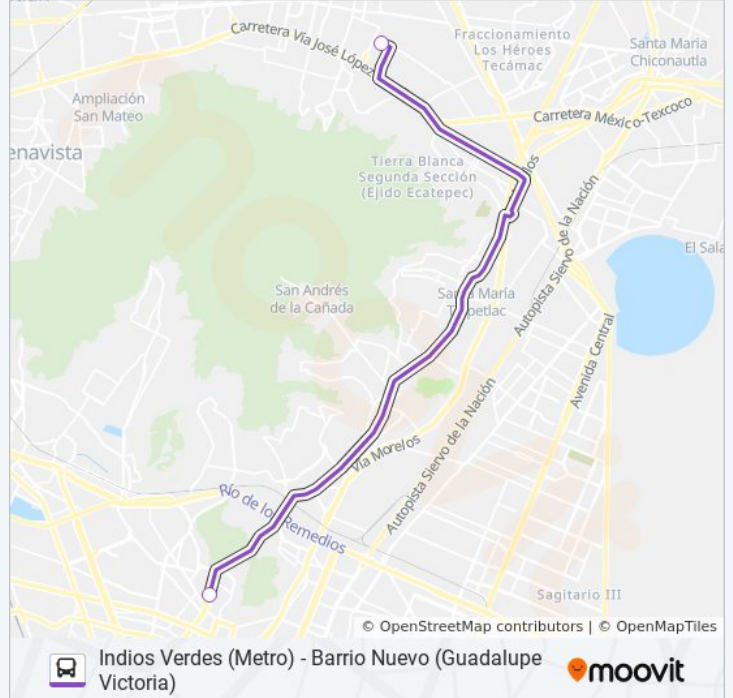 Carretera Vía José López
Fraccionamiento
Los Héroes
Tecámac
Santa Maria
Chiconautla
Ampliación
San Mateo
Carretera México-Texcoco
enavista
Tierra Blanca
Segunda Sección
(Ejido Ecatepec)
Autopista Siervo de la Nación
El Sala
San Andrés
de la Cañada
Avenida Central
Vía Morelos
Autopista Siervo de la Nación
Río de los Remedios
Sagitario III
© OpenStreetMap contributors | © OpenMapTiles
Indios Verdes (Metro) - Barrio Nuevo (Guadalupe
Victoria)
moovit